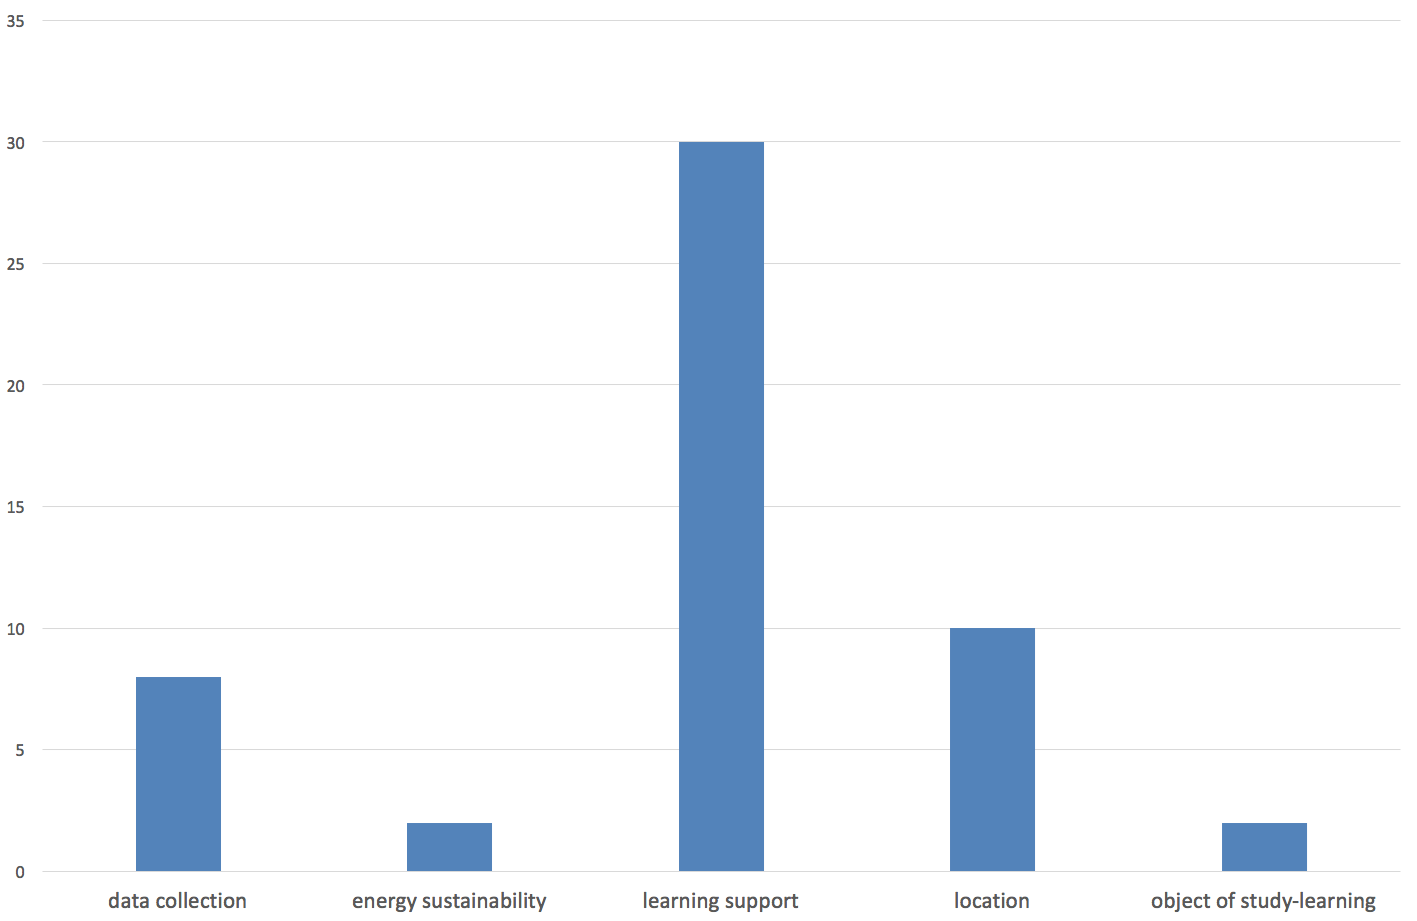 35
30
25
20
15
10
5
0
data collection
energy sustainability
learning support
location
object of study-learning